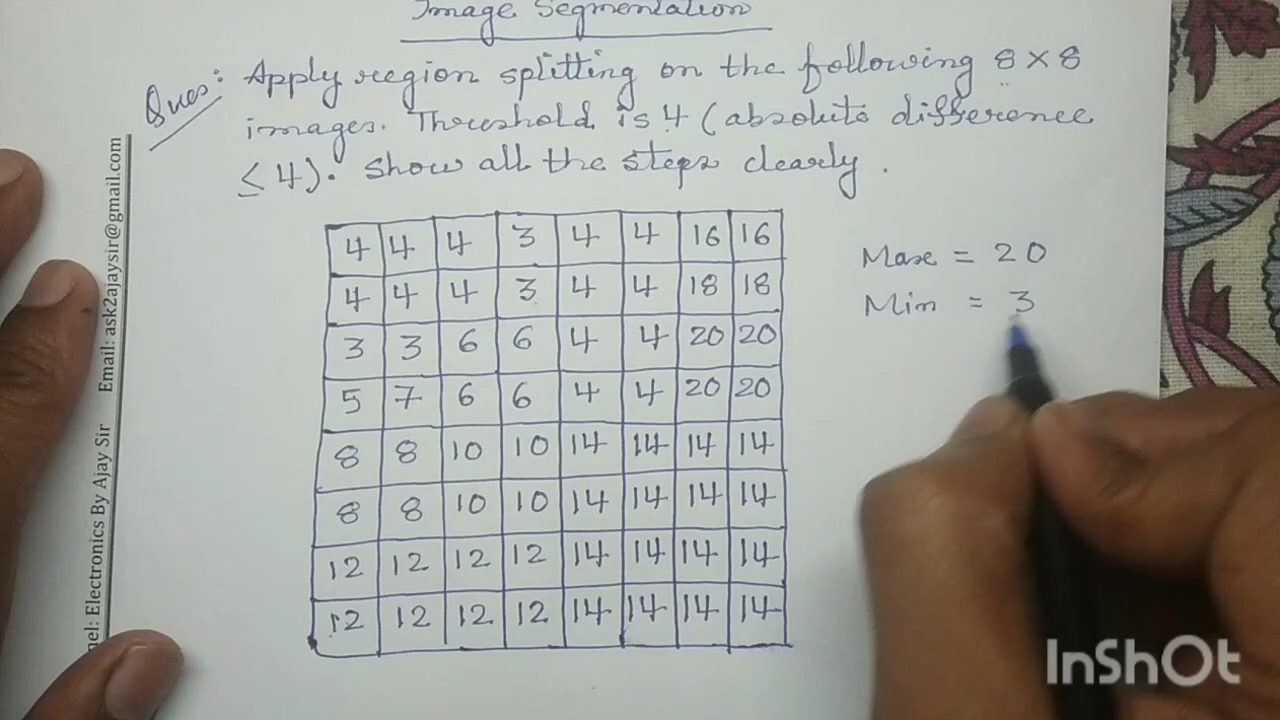 Image Segmentation
Ques: Apply region splitting on the following 8 × 8
images. Threshold is 4 (absolute difference
≤ 4). Show all the steps clearly.
4 4 4 3 4 4 16 16
4 4 4 3 4 4 18 18
3 3 6 6 4 4 20 20
5 7 6 6 4 4 20 20
8 8 10 10 14 14 14 14
8 8 10 10 14 14 14 14
12 12 12 12 14 14 14 14
12 12 12 12 14 14 14 14
Max = 20
Min = 3
nel: Electronics By Ajay Sir Email: ask2ajaysir@gmail.com
InShOt